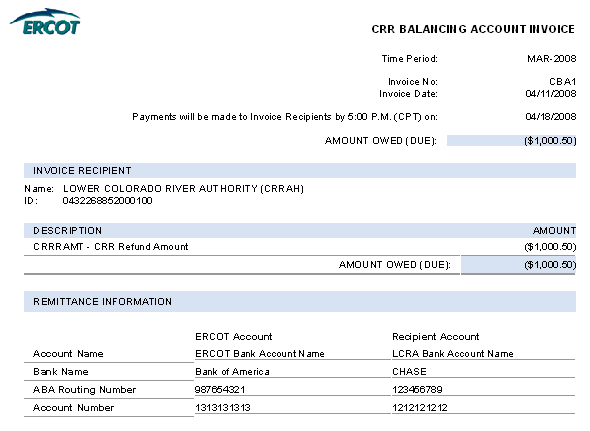 ERCOT
CRR BALANCING ACCOUNT INVOICE
Time Period: MAR-2008
Invoice No: CBA1
Invoice Date: 04/11/2008
Payments will be made to Invoice Recipients by 5:00 P.M. (CPT) on: 04/18/2008
AMOUNT OWED (DUE): ($1,000.50)
INVOICE RECIPIENT
Name: LOWER COLORADO RIVER AUTHORITY (CRRAH)
ID: 0432268852000100
DESCRIPTION AMOUNT
CRRRAMT - CRR Refund Amount ($1,000.50)
AMOUNT OWED (DUE): ($1,000.50)
REMITTANCE INFORMATION
ERCOT Account Recipient Account
Account Name ERCOT Bank Account Name LCRA Bank Account Name
Bank Name Bank of America CHASE
ABA Routing Number 987654321 123456789
Account Number 1313131313 1212121212